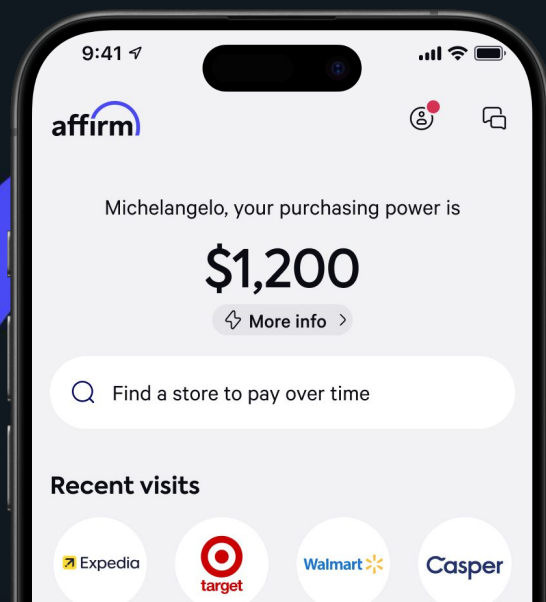 9:41
affirm
Michelangelo, your purchasing power is
$1,200
More info
Find a store to pay over time
Recent visits
Expedia
target
Walmart
Casper